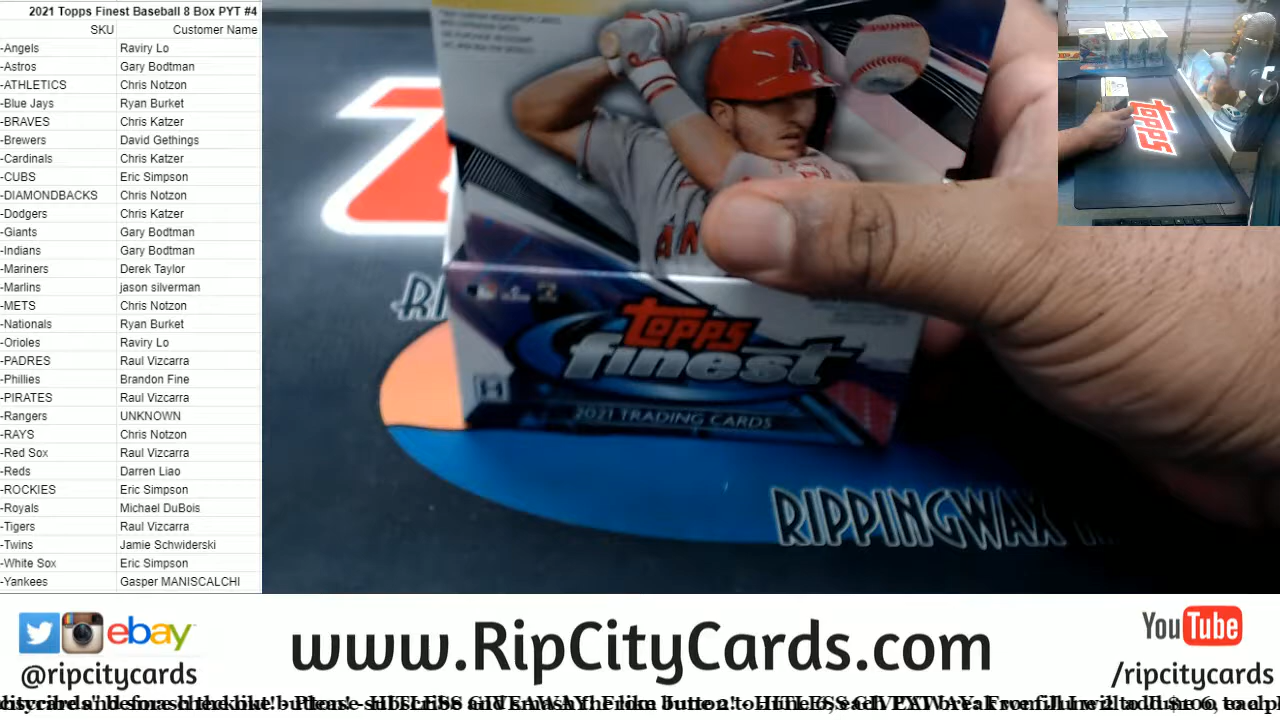 2021 Topps Finest Baseball 8 Box PYT #4
SKU Customer Name
-Angels Raviry Lo
-Astros Gary Bodtman
-ATHLETICS Chris Notzon
-Blue Jays Ryan Burket
-BRAVES Chris Katzer
-Brewers David Gethings
-Cardinals Chris Katzer
-CUBS Eric Simpson
-DIAMONDBACKS Chris Notzon
-Dodgers Chris Katzer
-Giants Gary Bodtman
-Indians Gary Bodtman
-Mariners Derek Taylor
-Marlins jason silverman
-METS Chris Notzon
-Nationals Ryan Burket
-Orioles Raviry Lo
-PADRES Raul Vizcarra
-Phillies Brandon Fine
-PIRATES Raul Vizcarra
-Rangers UNKNOWN
-RAYS Chris Notzon
-Red Sox Raul Vizcarra
-Reds Darren Liao
-ROCKIES Eric Simpson
-Royals Michael DuBois
-Tigers Raul Vizcarra
-Twins Jamie Schwiderski
-White Sox Eric Simpson
-Yankees Gasper MANISCALCHI
A
AN
topps
finest
2021 TRADING CARDS
RI
RIPPINGWAX
topps
ebay
@ripcitycards
www.RipCityCards.com
YouTube
/ripcitycards